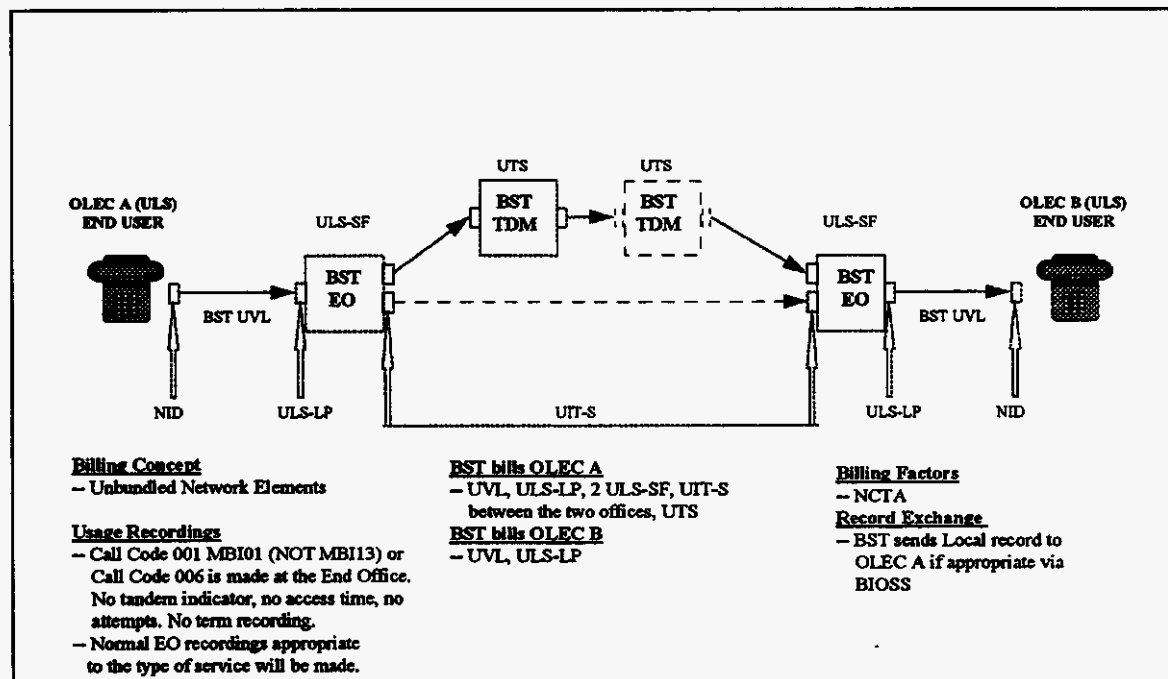 UTS
UTS
OLEC A (ULS)
END USER
ULS-SF
BST
TDM
BST
TDM
ULS-SF
OLEC B (ULS)
END USER
BST
EO
BST
EO
BST UVL
BST UVL
NID
ULS-LP
UIT-S
ULS-LP
NID
Billing Concept
-- Unbundled Network Elements
Usage Recordings
-- Call Code 001 MBI01 (NOT MBI13) or
Call Code 006 is made at the End Office.
No tandem indicator, no access time, no
attempts. No term recording.
-- Normal EO recordings appropriate
to the type of service will be made.
BST bills OLEC A
-- UVL, ULS-LP, 2 ULS-SF, UIT-S
between the two offices, UTS
BST bills OLEC B
-- UVL, ULS-LP
Billing Factors
-- NCTA
Record Exchange
-- BST sends Local record to
OLEC A if appropriate via
BIOSS